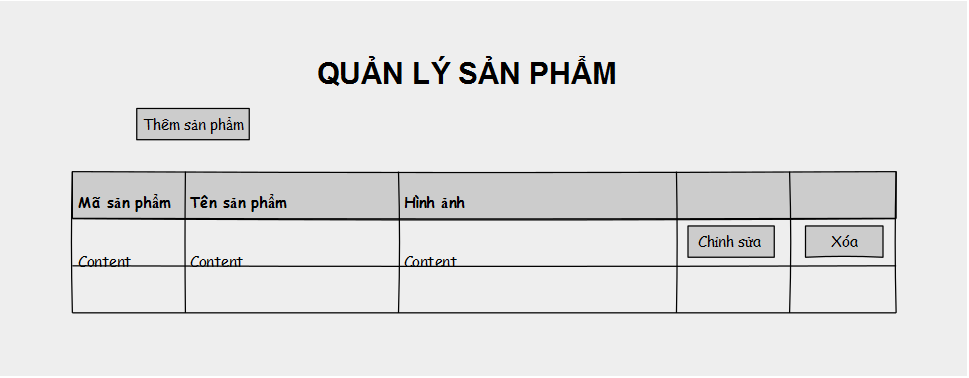 QUẢN LÝ SẢN PHẨM
Thêm sản phẩm
Mã sản phẩm Tên sản phẩm Hình ảnh
Chỉnh sửa Xóa
Content Content Content